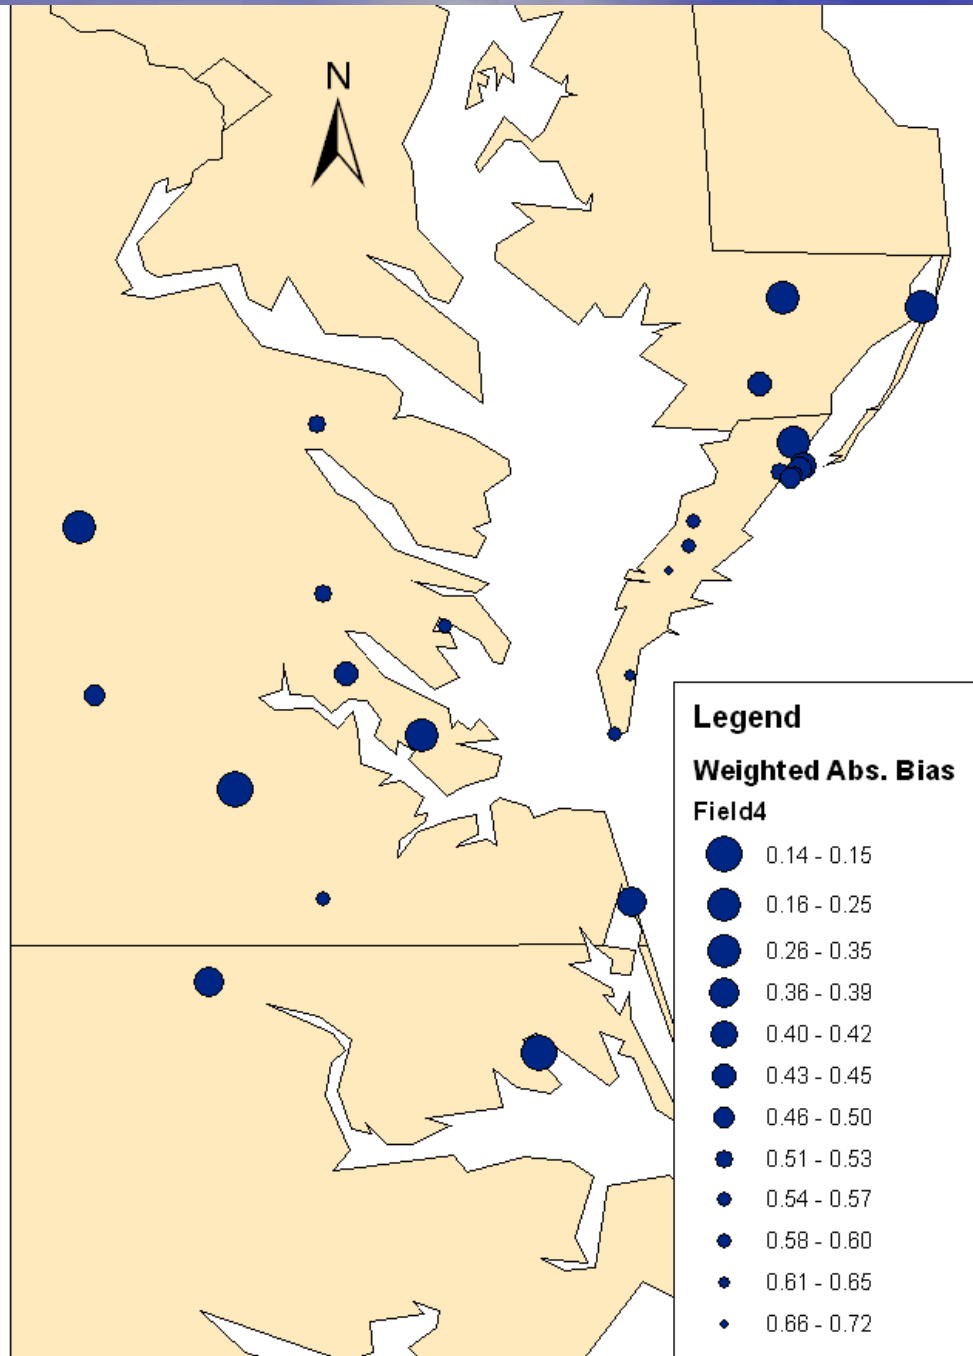 N
Legend
Weighted Abs. Bias
Field4
0.14 - 0.15
0.16 - 0.25
0.26 - 0.35
0.36 - 0.39
0.40 - 0.42
0.43 - 0.45
0.46 - 0.50
0.51 - 0.53
0.54 - 0.57
0.58 - 0.60
0.61 - 0.65
0.66 - 0.72